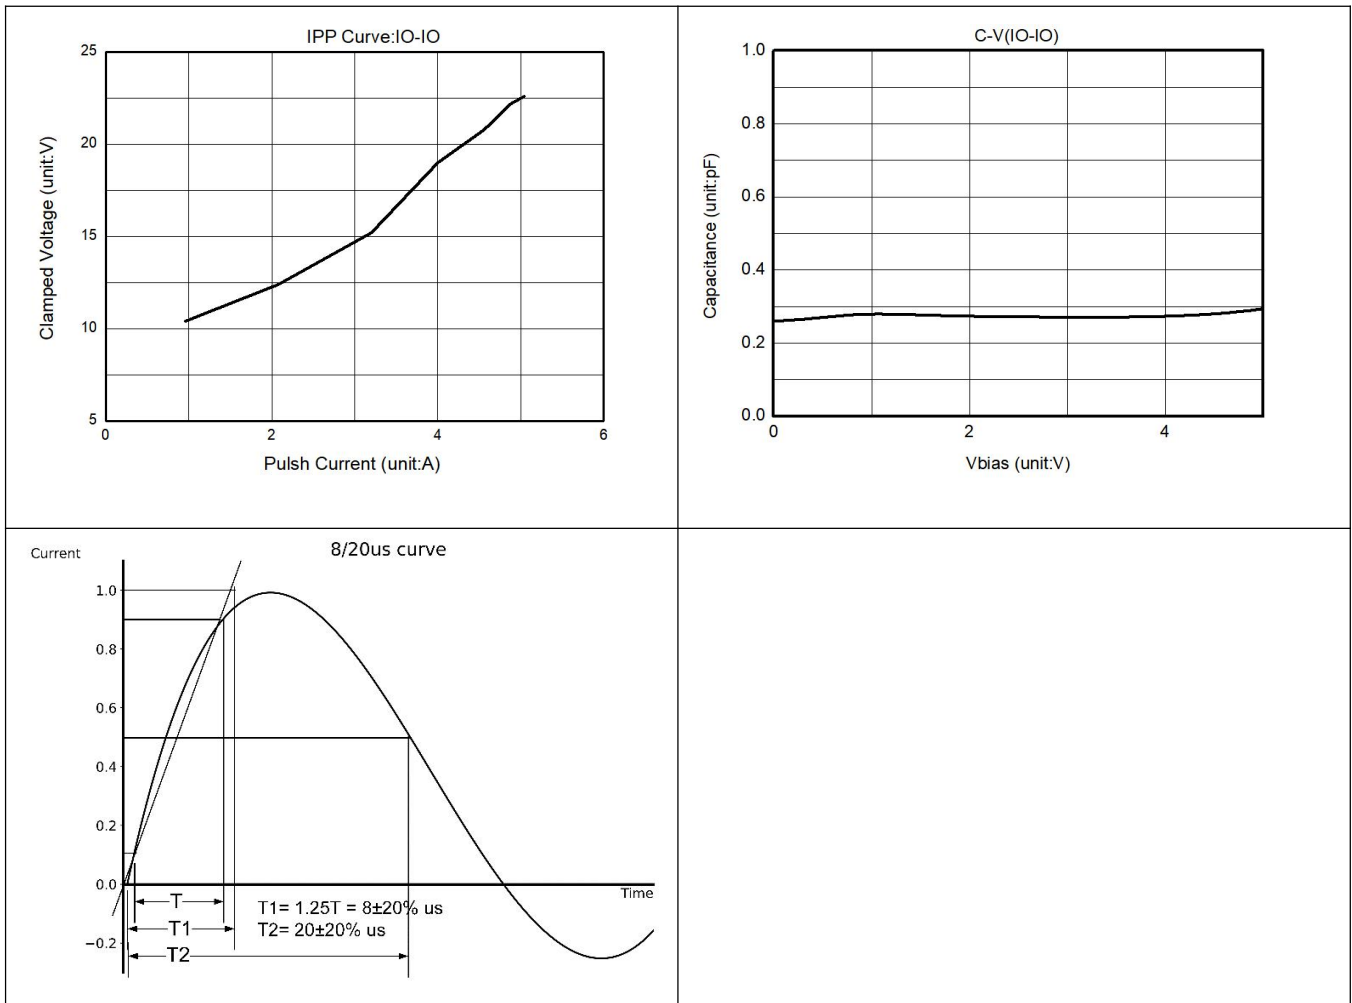 IPP Curve:IO-IO
25
20
15
10
5
0 2 4 6
Clamped Voltage (unit:V)
Pulsh Current (unit:A)
C-V(IO-IO)
1.0
0.8
0.6
0.4
0.2
0.0
0 2 4
Capacitance (unit:pF)
Vbias (unit:V)
8/20us curve
Current
1.0
0.8
0.6
0.4
0.2
0.0
−0.2
Time
T
T1
T2
T1= 1.25T = 8±20% us
T2= 20±20% us